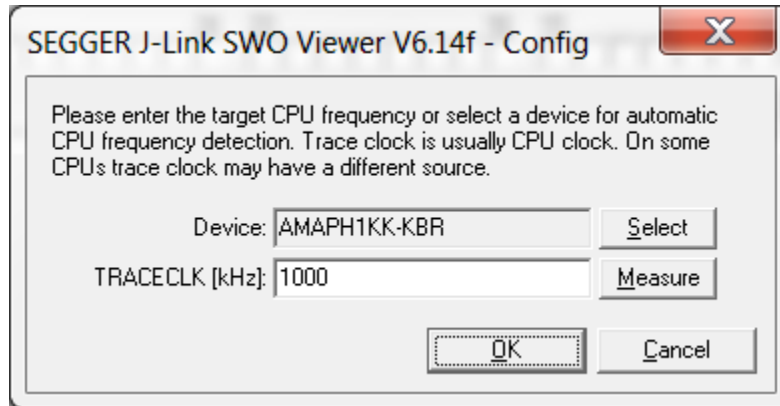 SEGGER J-Link SWO Viewer V6.14f - Config
Please enter the target CPU frequency or select a device for automatic
CPU frequency detection. Trace clock is usually CPU clock. On some
CPUs trace clock may have a different source.
Device: AMAPH1KK-KBR Select
TRACECLK [kHz]: 1000 Measure
OK Cancel